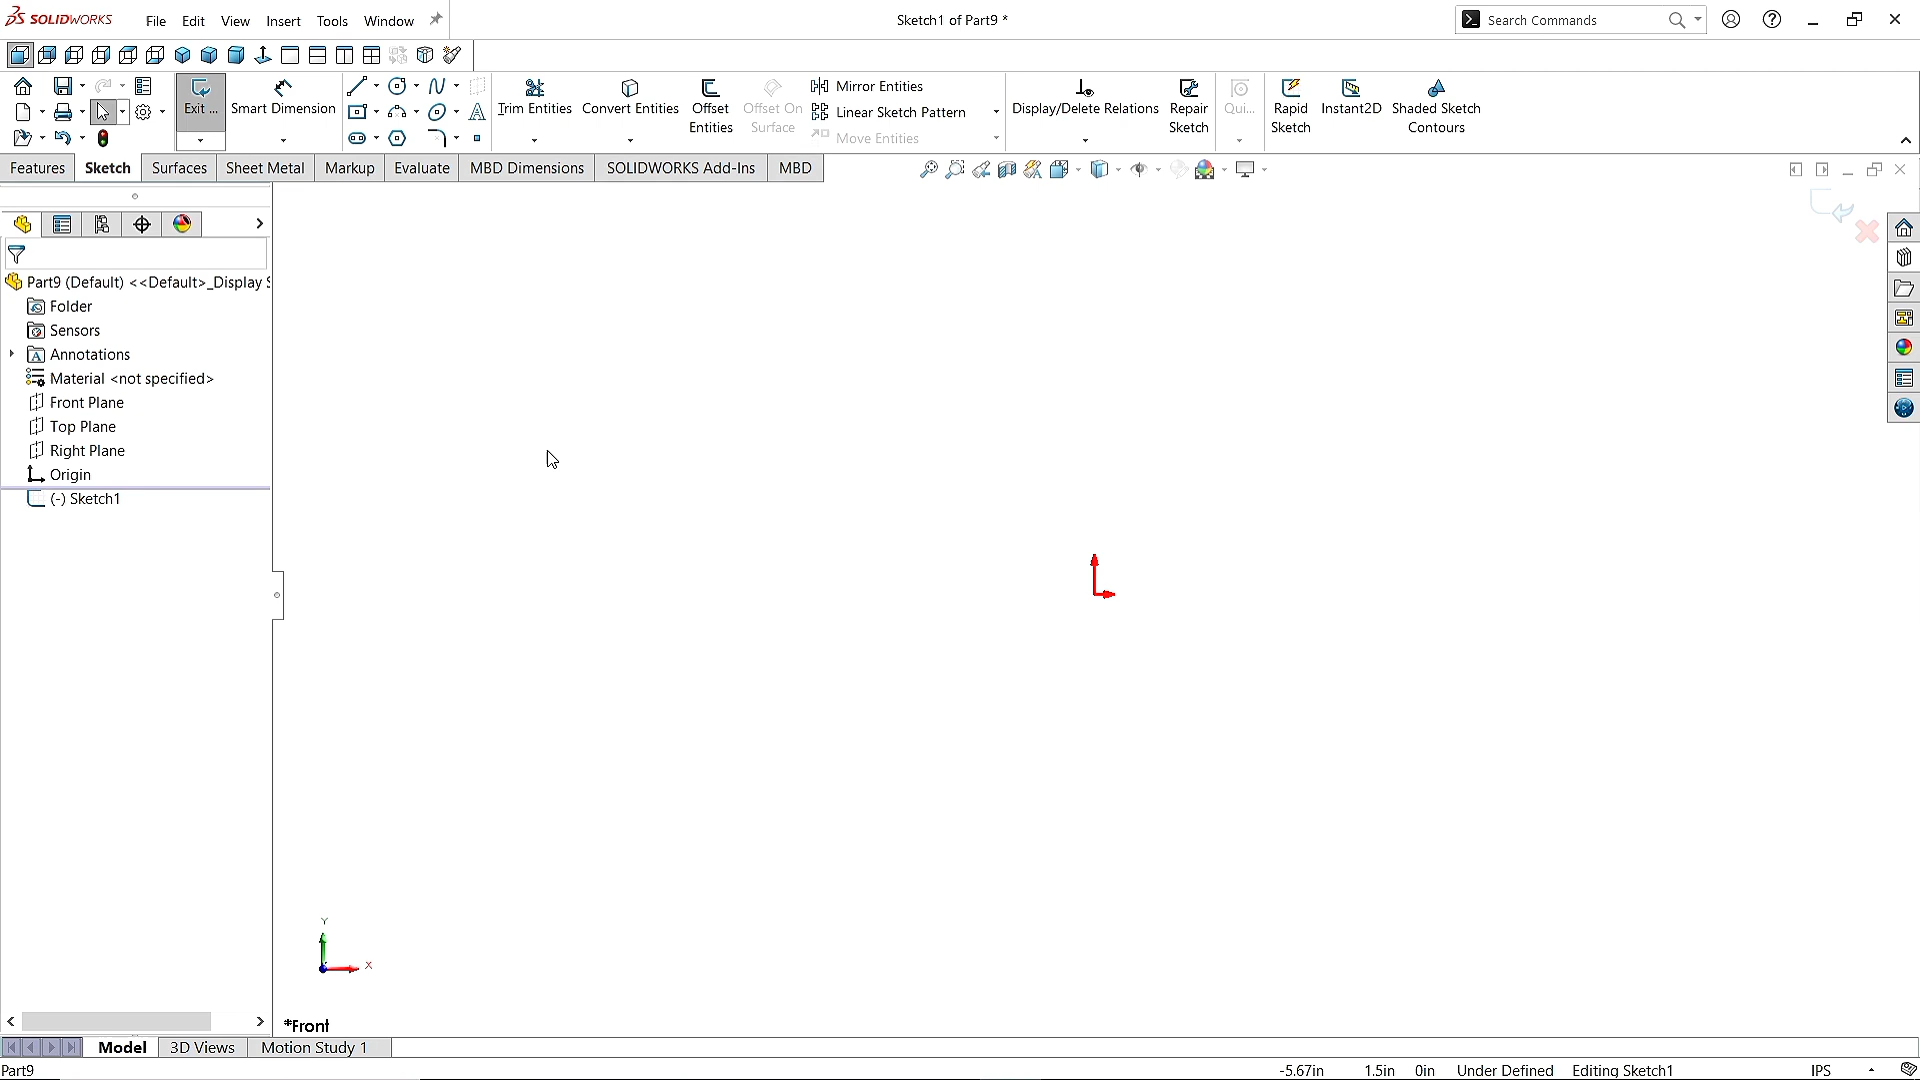 SOLIDWORKS File Edit View Insert Tools Window Sketch1 of Part9 * Search Commands
Exit ... Smart Dimension Trim Entities Convert Entities Offset Entities Offset On Surface Mirror Entities Linear Sketch Pattern Move Entities Display/Delete Relations Repair Sketch Qui... Rapid Sketch Instant2D Shaded Sketch Contours
Features Sketch Surfaces Sheet Metal Markup Evaluate MBD Dimensions SOLIDWORKS Add-Ins MBD
Part9 (Default) <<Default>_Display S
Folder
Sensors
A Annotations
Material <not specified>
Front Plane
Top Plane
Right Plane
Origin
(-) Sketch1
Y
X
*Front
Model 3D Views Motion Study 1
Part9 -5.67in 1.5in 0in Under Defined Editing Sketch1 IPS